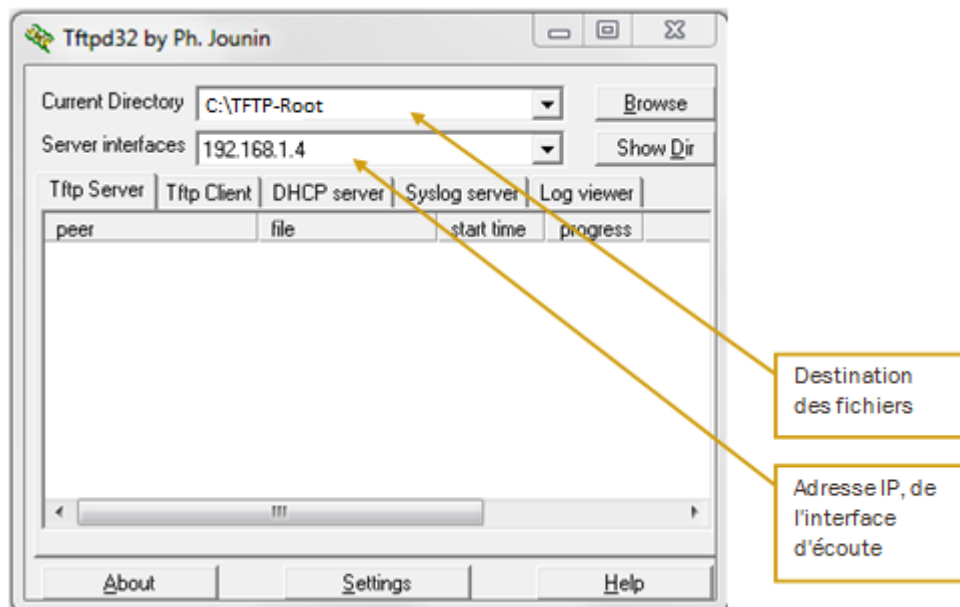 Tftpd32 by Ph. Jounin
Current Directory C:\TFTP-Root Browse
Server interfaces 192.168.1.4 Show Dir
Tftp Server Tftp Client DHCP server Syslog server Log viewer
peer file start time progress
Destination
des fichiers
Adresse IP, de
l'interface
d'écoute
About Settings Help